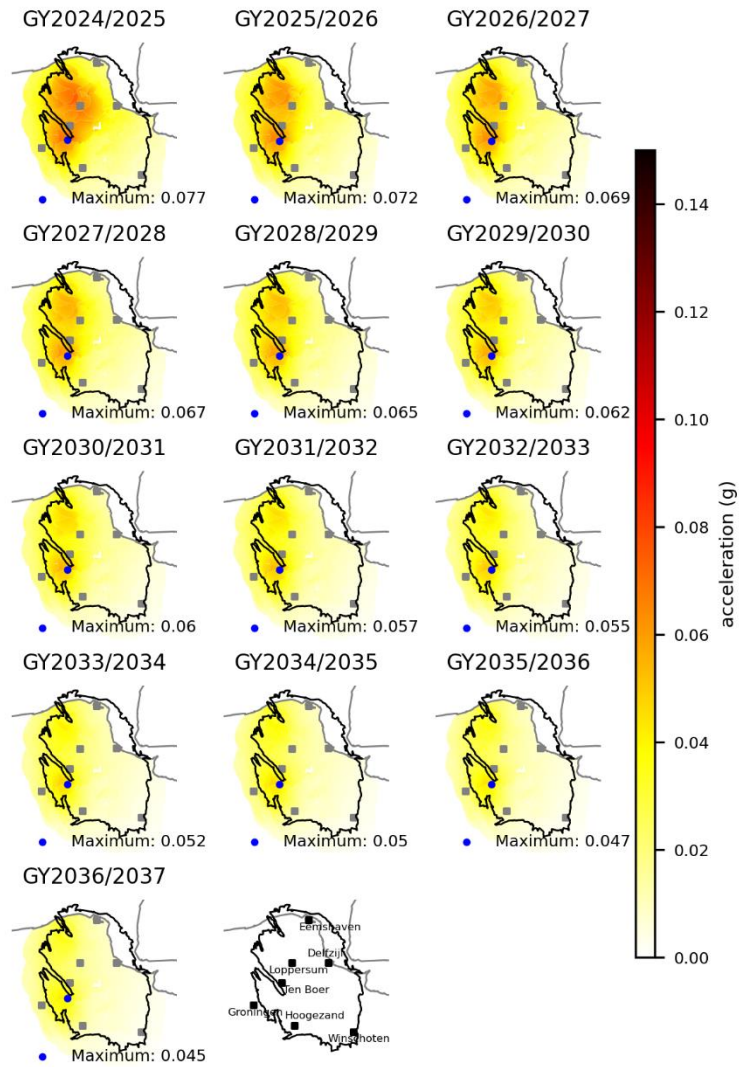 GY2024/2025
GY2025/2026
GY2026/2027
Maximum: 0.077
Maximum: 0.072
Maximum: 0.069
GY2027/2028
GY2028/2029
GY2029/2030
Maximum: 0.067
Maximum: 0.065
Maximum: 0.062
GY2030/2031
GY2031/2032
GY2032/2033
Maximum: 0.06
Maximum: 0.057
Maximum: 0.055
GY2033/2034
GY2034/2035
GY2035/2036
Maximum: 0.052
Maximum: 0.05
Maximum: 0.047
GY2036/2037
Maximum: 0.045
Eemshaven
Delfzijl
Loppersum
Ten Boer
Groningen
Hoogezand
Winschoten
0.14
0.12
0.10
0.08
0.06
0.04
0.02
0.00
acceleration (g)